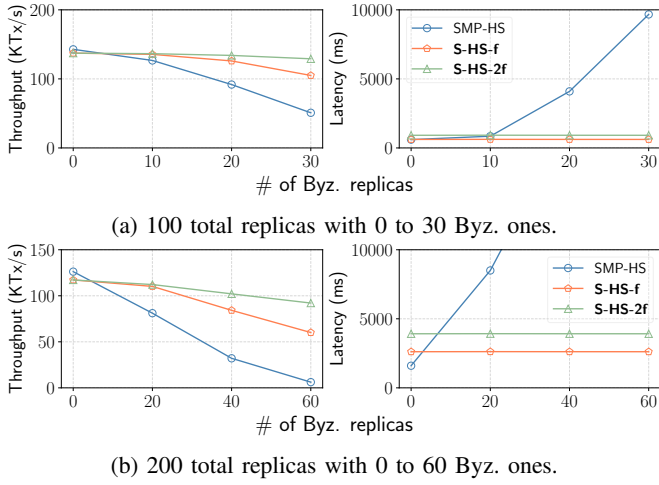 200
100
0
Throughput (KTx/s)
0 10 20 30
10000
5000
0
Latency (ms)
0 10 20 30
SMP-HS
S-HS-f
S-HS-2f
# of Byz. replicas
(a) 100 total replicas with 0 to 30 Byz. ones.
150
100
50
0
Throughput (KTx/s)
0 20 40 60
10000
5000
0
Latency (ms)
0 20 40 60
SMP-HS
S-HS-f
S-HS-2f
# of Byz. replicas
(b) 200 total replicas with 0 to 60 Byz. ones.